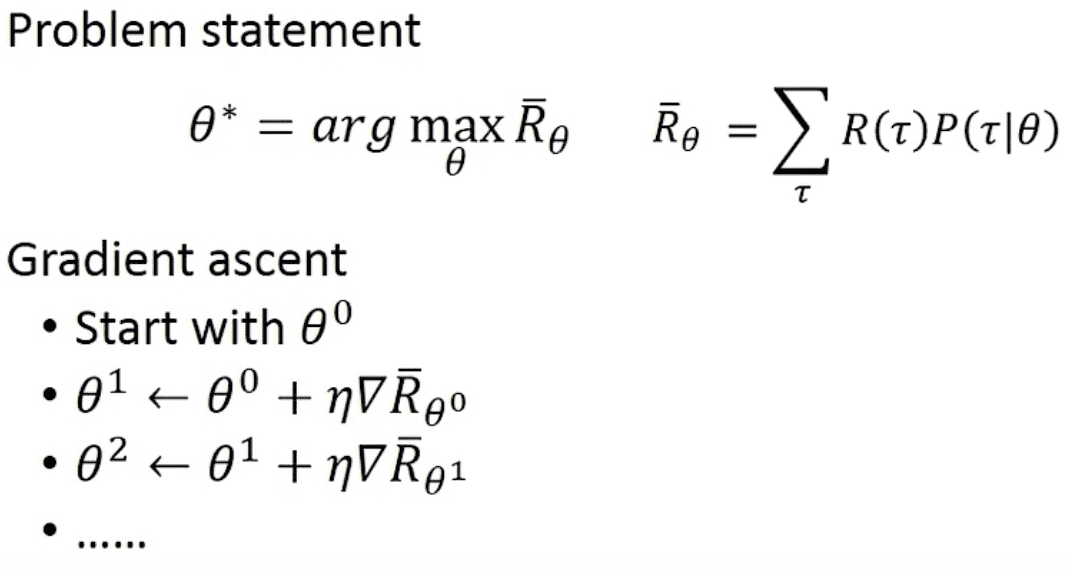 Problem statement
θ* = arg max_θ R̄_θ    R̄_θ = ∑_τ R(τ)P(τ|θ)
Gradient ascent
• Start with θ⁰
• θ¹ ← θ⁰ + η∇R̄_θ⁰
• θ² ← θ¹ + η∇R̄_θ¹
• ......